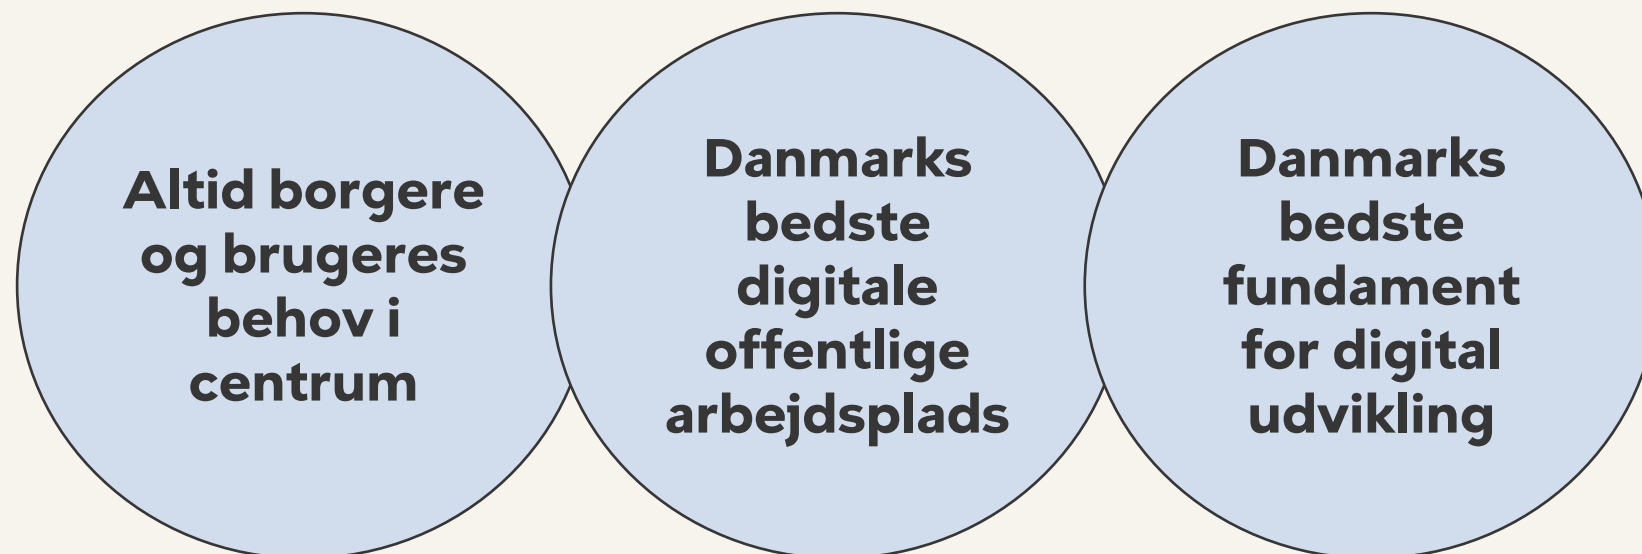 Altid borgere
og brugeres
behov i
centrum
Danmarks
bedste
digitale
offentlige
arbejdsplads
Danmarks
bedste
fundament
for digital
udvikling